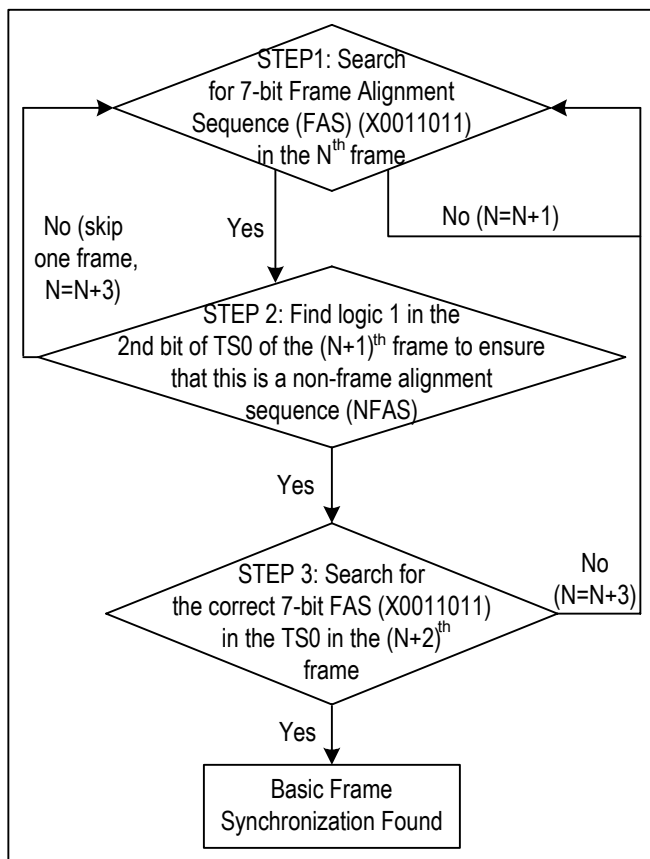 STEP1: Search
for 7-bit Frame Alignment
Sequence (FAS) (X0011011)
in the N^th frame
No (skip
one frame,
N=N+3)
Yes
No (N=N+1)
STEP 2: Find logic 1 in the
2nd bit of TS0 of the (N+1)^th frame to ensure
that this is a non-frame alignment
sequence (NFAS)
Yes
STEP 3: Search for
the correct 7-bit FAS (X0011011)
in the TS0 in the (N+2)^th
frame
No
(N=N+3)
Yes
Basic Frame
Synchronization Found